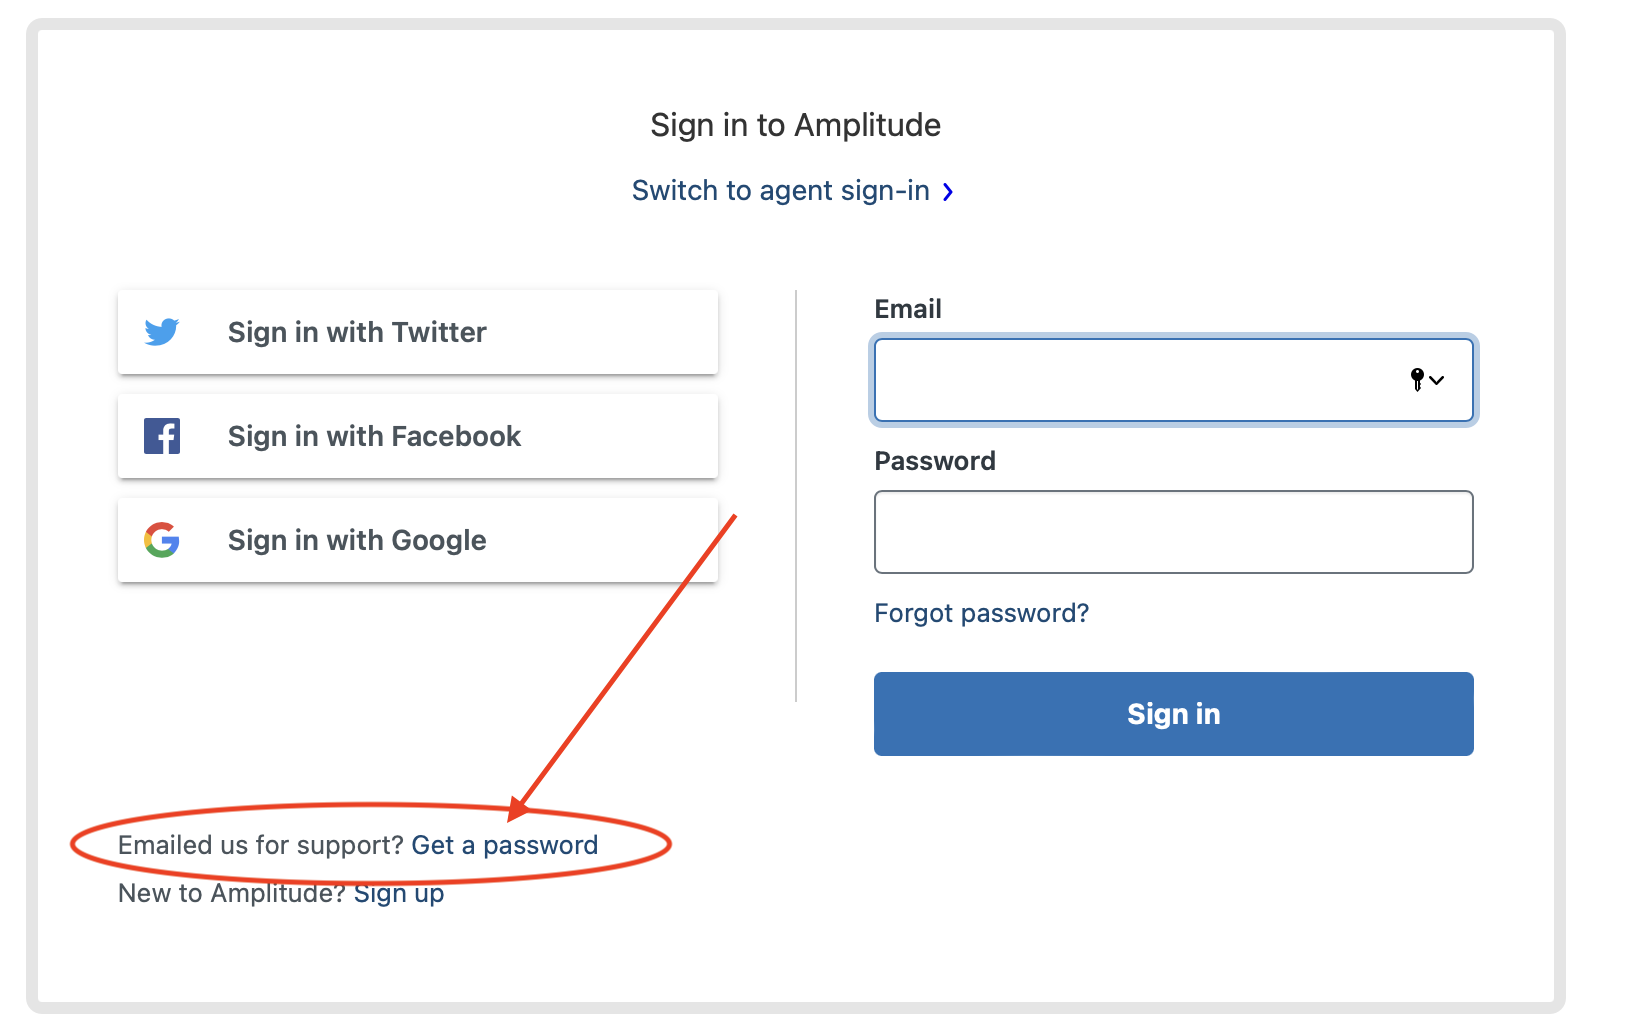 Sign in to Amplitude
Switch to agent sign-in
Sign in with Twitter
Sign in with Facebook
Sign in with Google
Email
Password
Forgot password?
Sign in
Emailed us for support? Get a password
New to Amplitude? Sign up